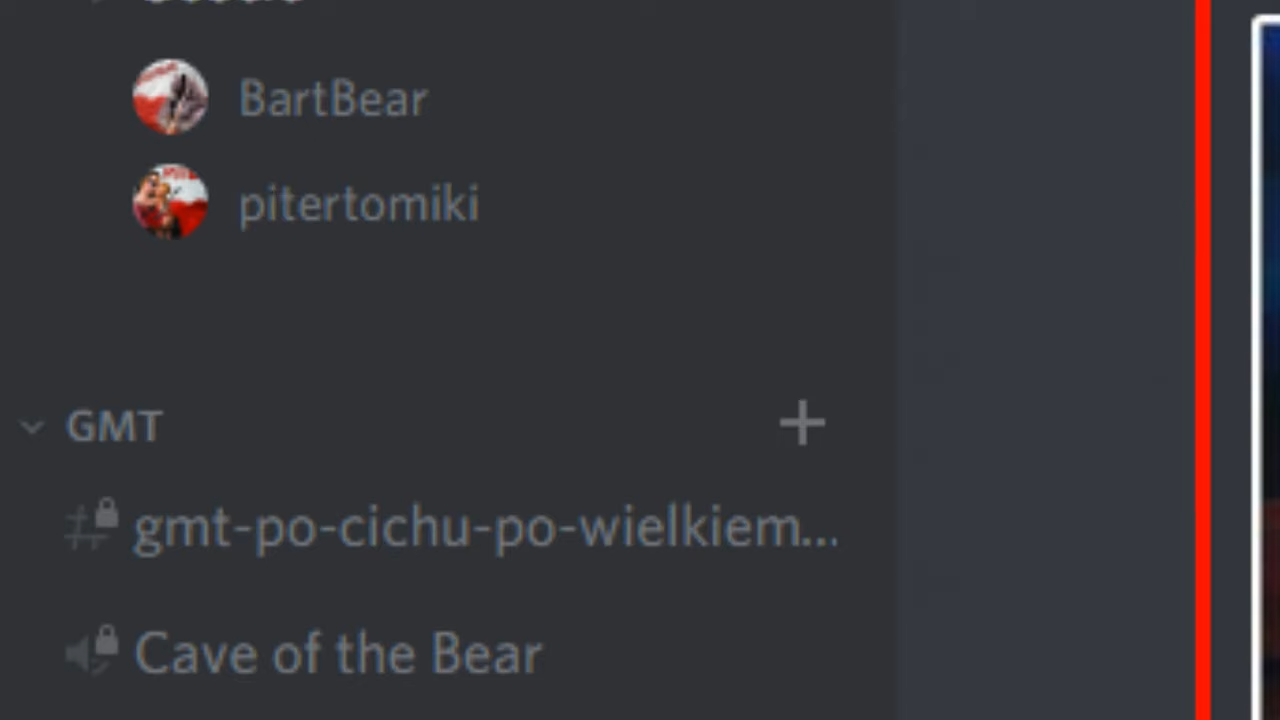 BartBear
pitertomiki
GMT
gmt-po-cichu-po-wielkiem...
Cave of the Bear